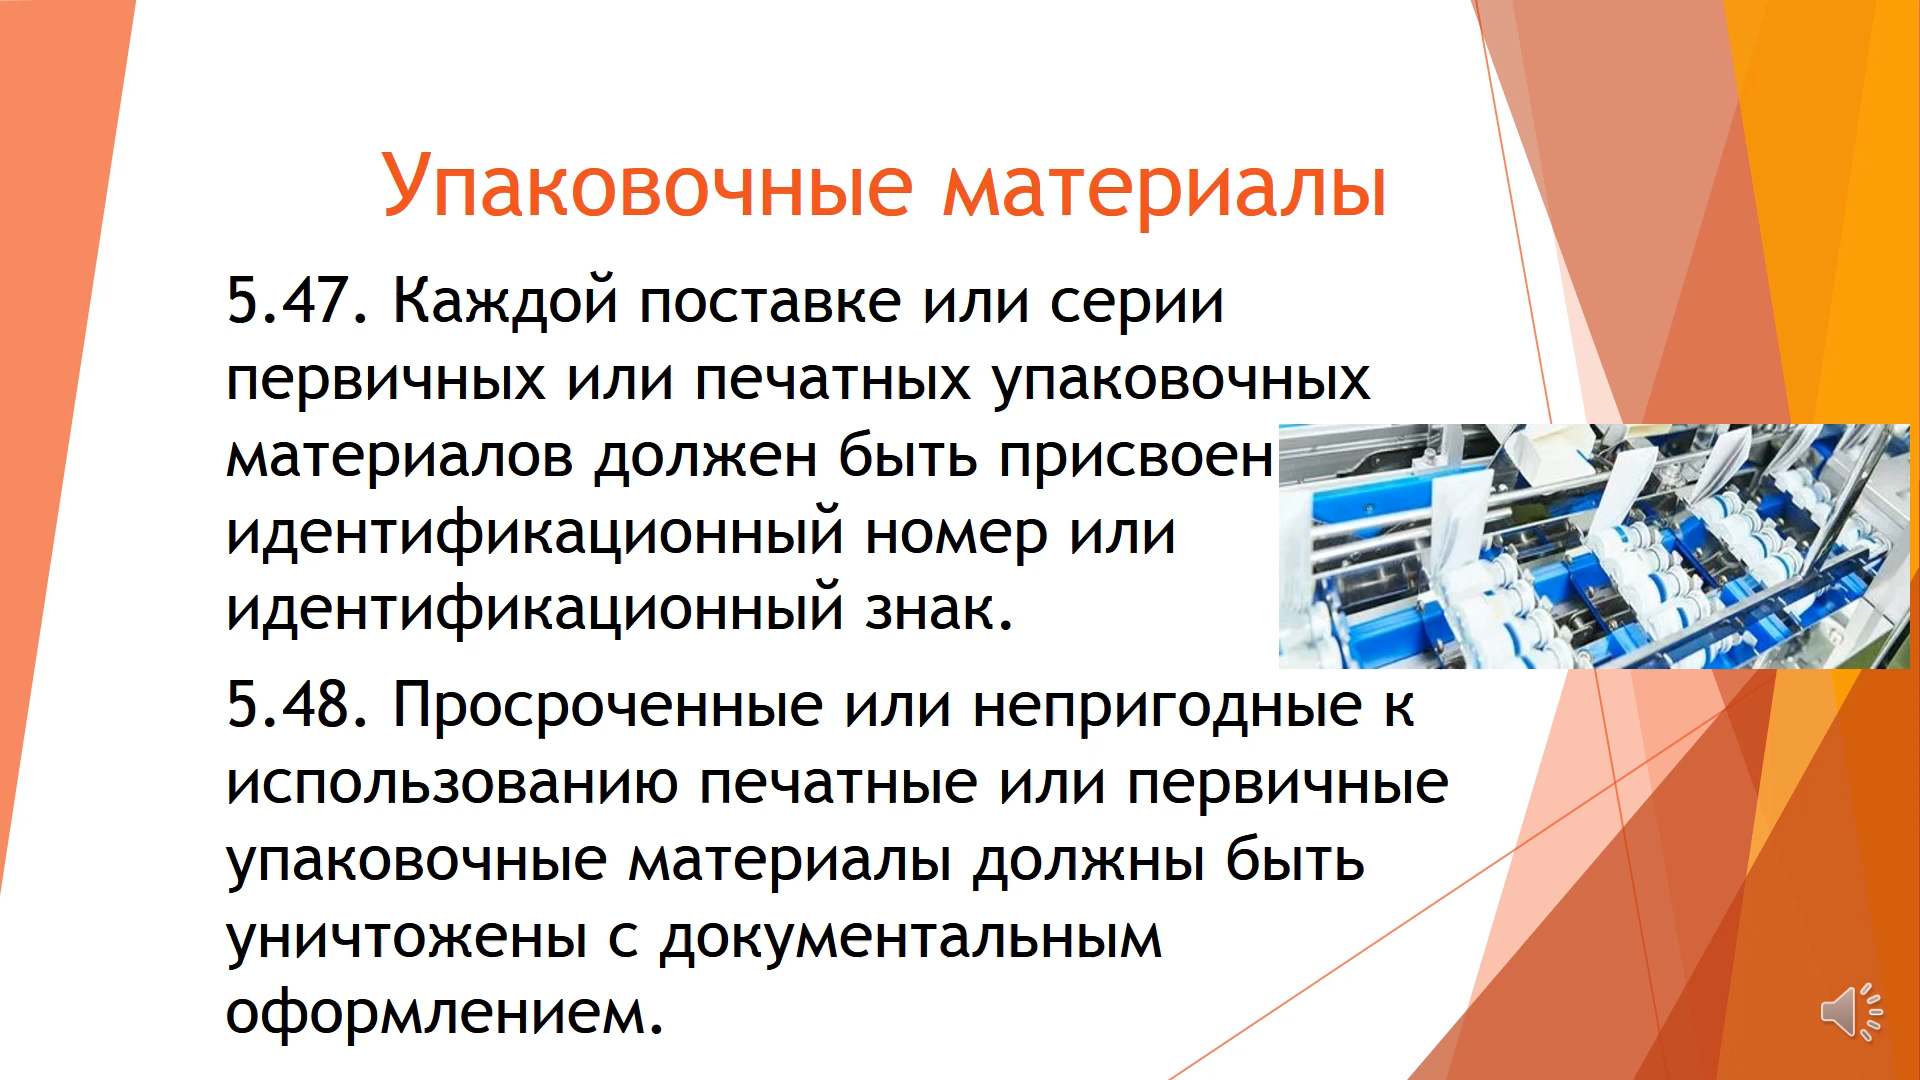 Упаковочные материалы
5.47. Каждой поставке или серии
первичных или печатных упаковочных
материалов должен быть присвоен
идентификационный номер или
идентификационный знак.
5.48. Просроченные или непригодные к
использованию печатные или первичные
упаковочные материалы должны быть
уничтожены с документальным
оформлением.